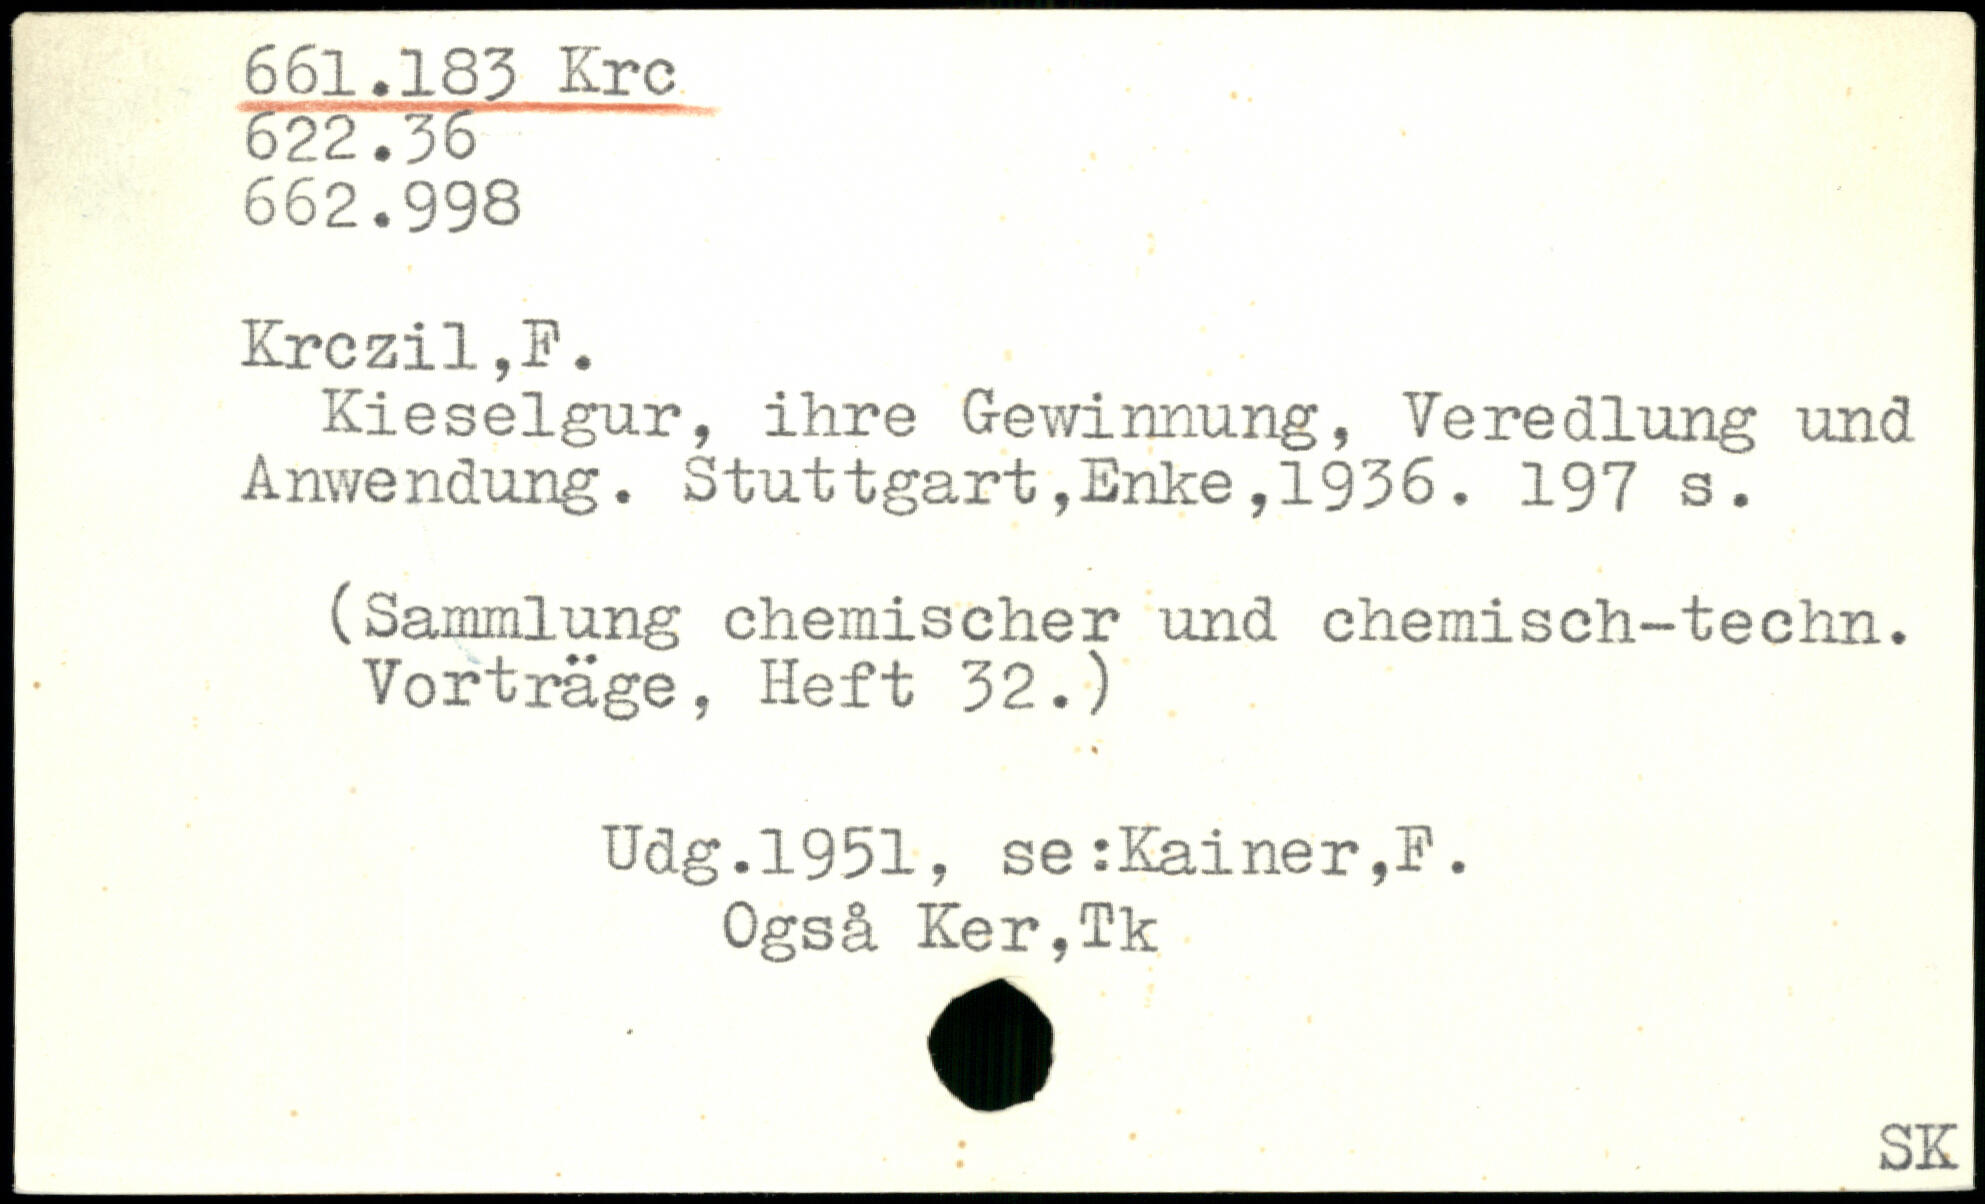 661.183 Krc
622.36
662.998
Krczil,F.
Kieselgur, ihre Gewinnung, Veredlung und
Anwendung. Stuttgart,Enke,1936. 197 s.
(Sammlung chemischer und chemisch-techn.
Vorträge, Heft 32.)
Udg.1951, se:Kainer,F.
Også Ker,Tk
SK